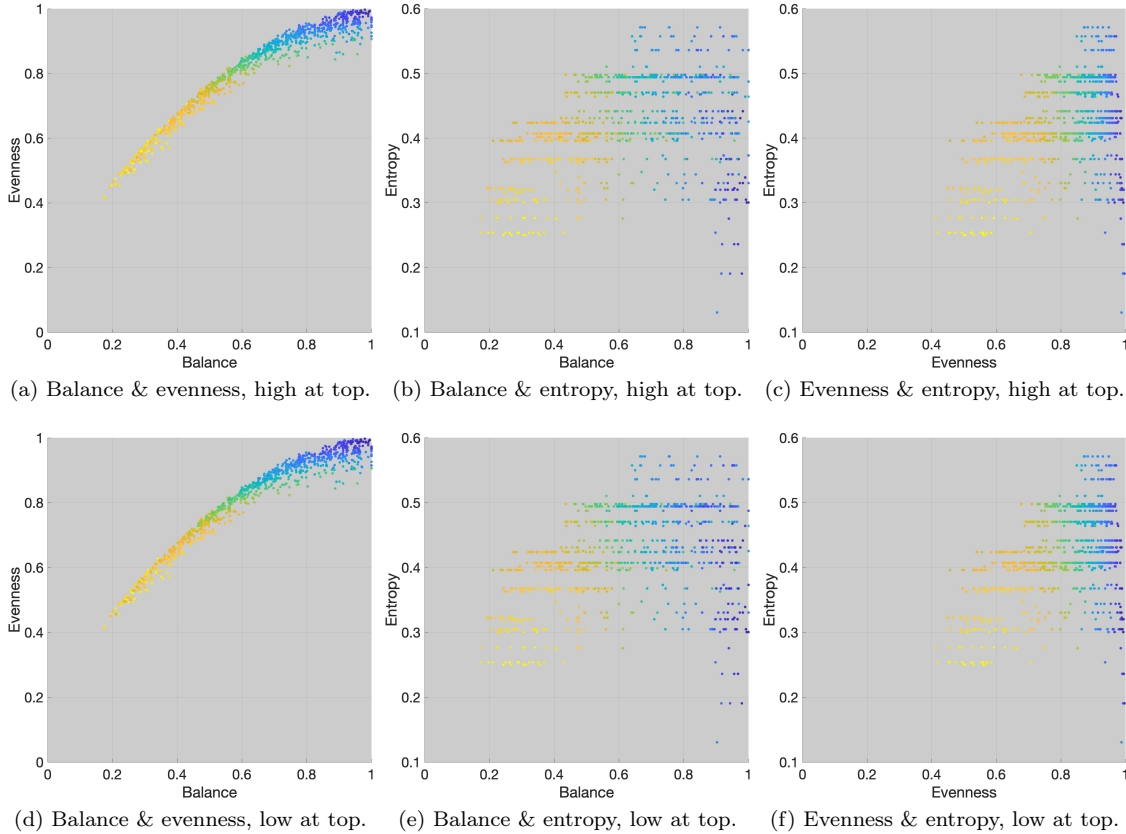 1
0.8
0.6
0.4
0.2
0
Evenness
0.2 0.4 0.6 0.8 1
Balance
0.6
0.5
0.4
0.3
0.2
0.1
Entropy
0 0.2 0.4 0.6 0.8 1
Balance
0.6
0.5
0.4
0.3
0.2
0.1
Entropy
0 0.2 0.4 0.6 0.8 1
Evenness
(a) Balance & evenness, high at top.
(b) Balance & entropy, high at top.
(c) Evenness & entropy, high at top.
1
0.8
0.6
0.4
0.2
0
Evenness
0 0.2 0.4 0.6 0.8 1
Balance
0.6
0.5
0.4
0.3
0.2
0.1
Entropy
0 0.2 0.4 0.6 0.8 1
Balance
0.6
0.5
0.4
0.3
0.2
0.1
Entropy
0 0.2 0.4 0.6 0.8 1
Evenness
(d) Balance & evenness, low at top.
(e) Balance & entropy, low at top.
(f) Evenness & entropy, low at top.